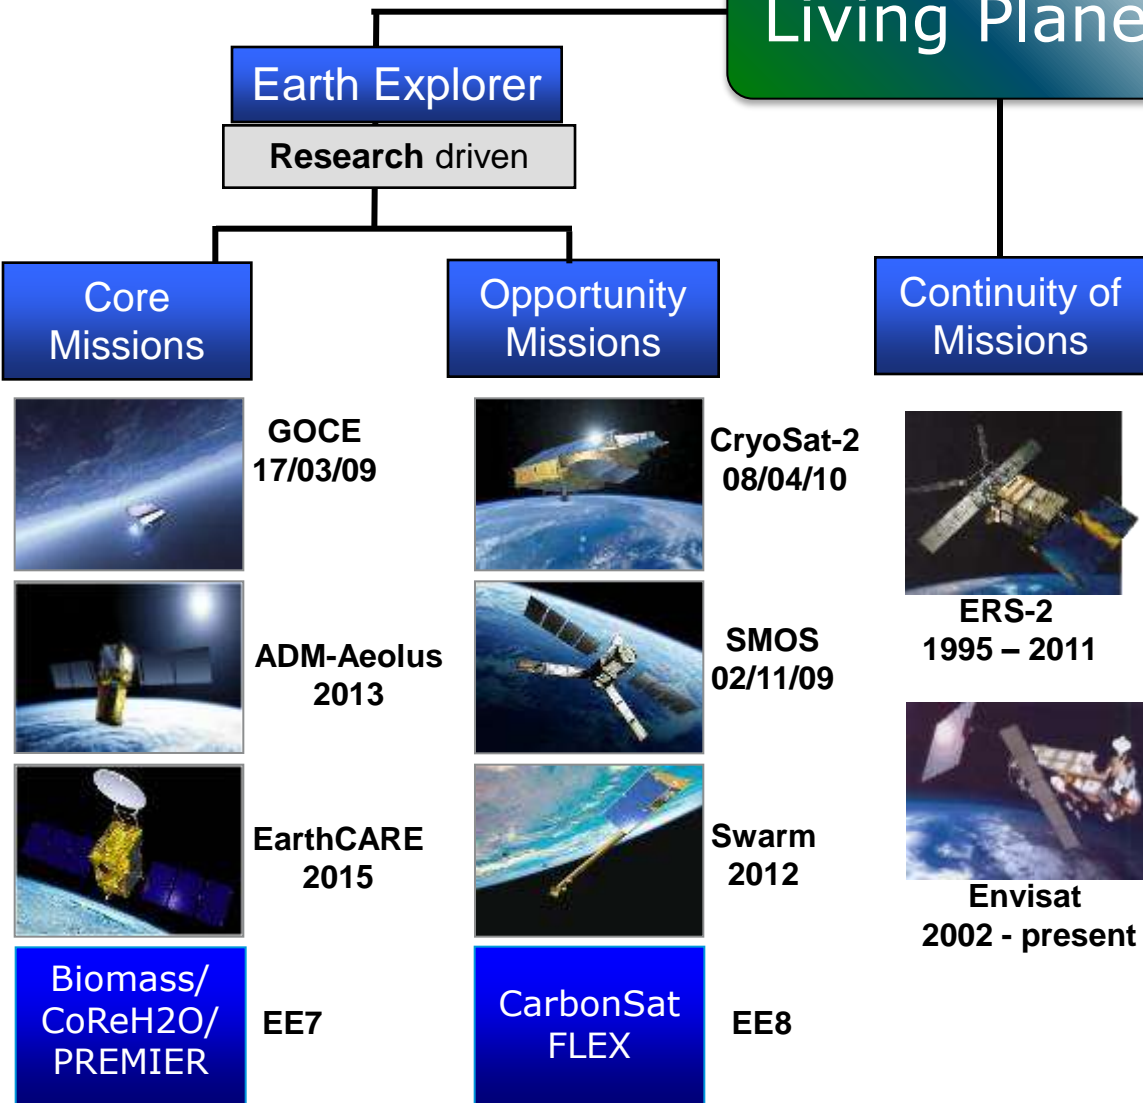 Living Plane
Earth Explorer
Research driven
Core
Missions
Opportunity
Missions
Continuity of
Missions
GOCE
17/03/09
CryoSat-2
08/04/10
ERS-2
1995 – 2011
ADM-Aeolus
2013
SMOS
02/11/09
EarthCARE
2015
Swarm
2012
Envisat
2002 - present
Biomass/
CoReH2O/
PREMIER
EE7
CarbonSat
FLEX
EE8